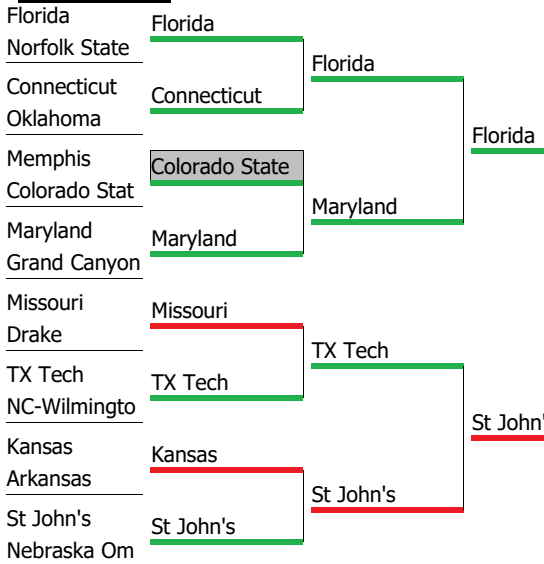 Florida
Norfolk State
Connecticut
Oklahoma
Memphis
Colorado Stat
Maryland
Grand Canyon
Missouri
Drake
TX Tech
NC-Wilmingto
Kansas
Arkansas
St John's
Nebraska Om
Florida
Connecticut
Colorado State
Maryland
Missouri
TX Tech
Kansas
St John's
Florida
Maryland
TX Tech
St John's
Florida
St John'